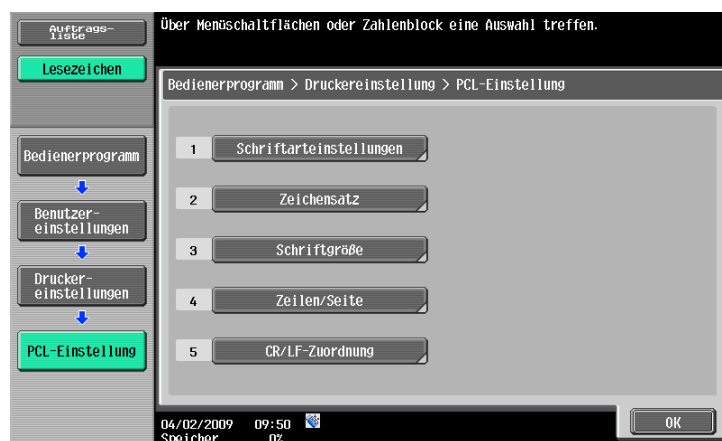 Auftrags-
liste
Über Menüschaltflächen oder Zahlenblock eine Auswahl treffen.
Lesezeichen
Bedienerprogramm > Druckereinstellung > PCL-Einstellung
Bedienerprogramm
Benutzer-
einstellungen
Drucker-
einstellungen
PCL-Einstellung
1 Schriftarteinstellungen
2 Zeichensatz
3 Schriftgröße
4 Zeilen/Seite
5 CR/LF-Zuordnung
04/02/2009 09:50
Speicher 0%
OK